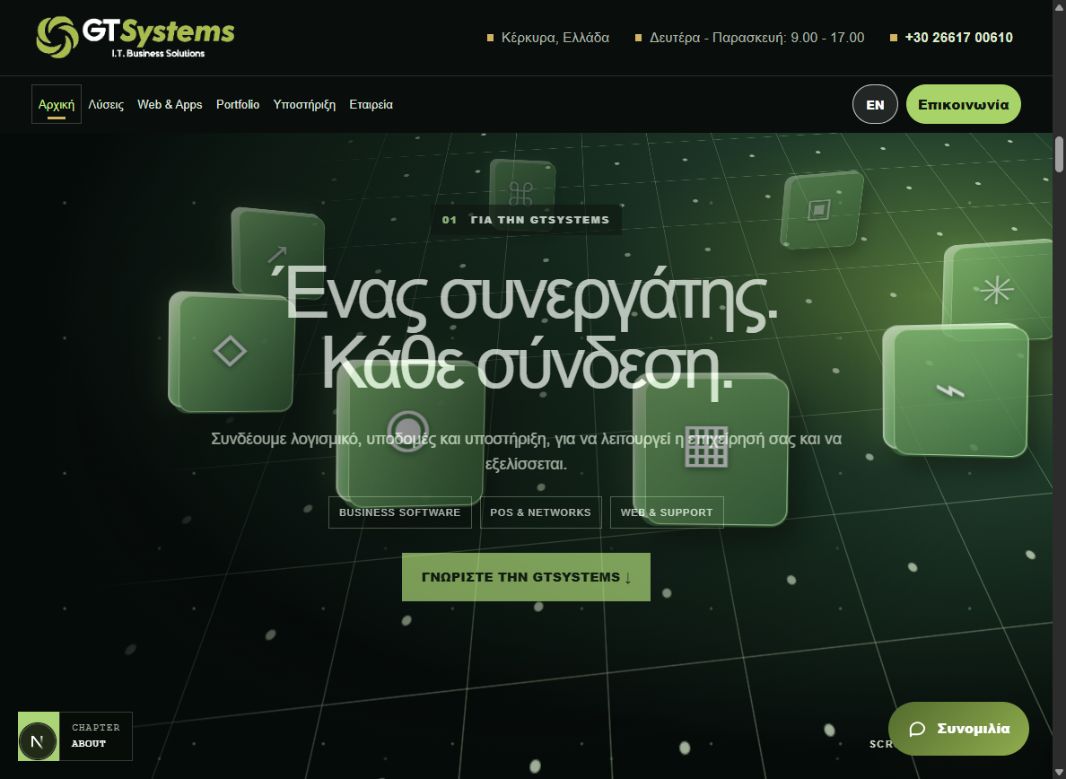 GTSystems
I.T. Business Solutions
Κέρκυρα, Ελλάδα
Δευτέρα - Παρασκευή: 9.00 - 17.00
+30 26617 00610
Αρχική
Λύσεις
Web & Apps
Portfolio
Υποστήριξη
Εταιρεία
EN
Επικοινωνία
01 ΓΙΑ ΤΗΝ GTSYSTEMS
Ένας συνεργάτης.
Κάθε σύνδεση.
Συνδέουμε λογισμικό, υποδομές και υποστήριξη, για να λειτουργεί η επιχείρησή σας και να
εξελίσσεται.
BUSINESS SOFTWARE
POS & NETWORKS
WEB & SUPPORT
ΓΝΩΡΙΣΤΕ ΤΗΝ GTSYSTEMS ↓
N
CHAPTER
ABOUT
SCR
Συνομιλία